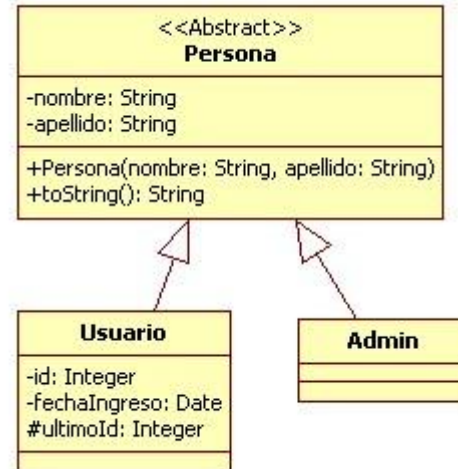 <<Abstract>>
Persona
-nombre: String
-apellido: String
+Persona(nombre: String, apellido: String)
+toString(): String
Usuario
-id: Integer
-fechaIngreso: Date
#ultimoId: Integer
Admin